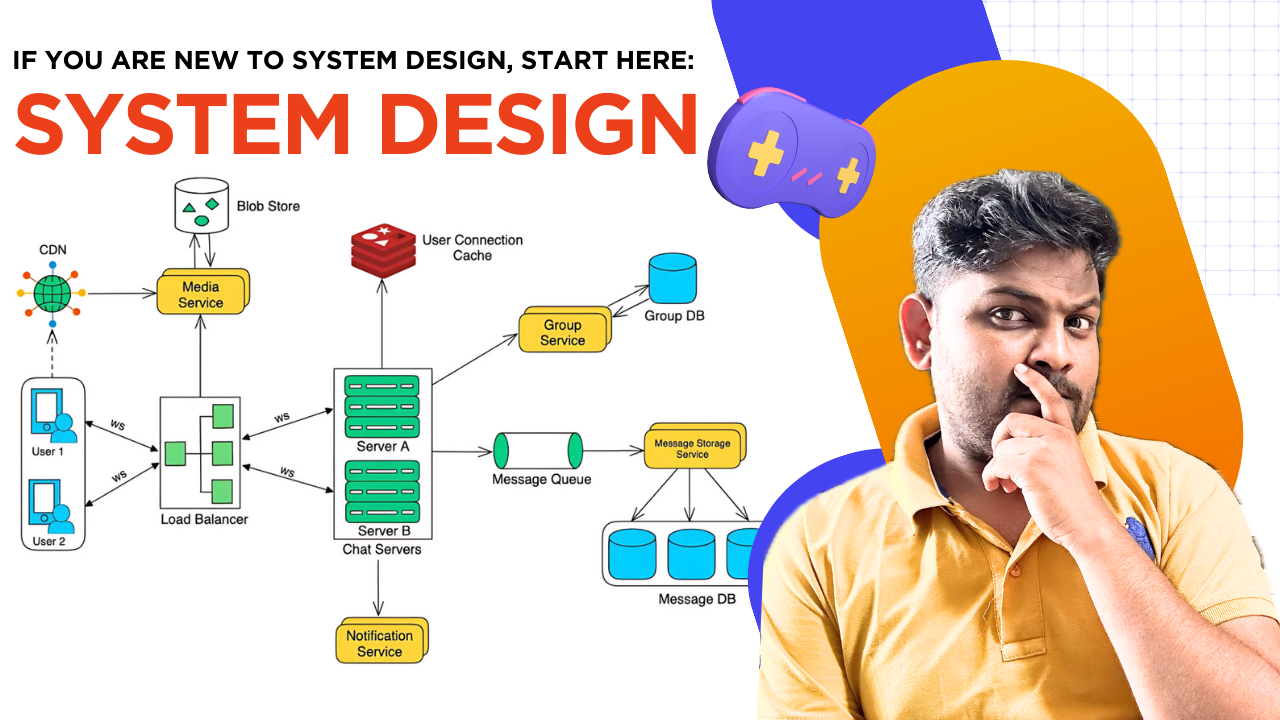 IF YOU ARE NEW TO SYSTEM DESIGN, START HERE:
SYSTEM DESIGN
Blob Store
CDN
User Connection
Cache
Media
Service
Group
Service
Group DB
User 1
ws
ws
User 2
Load Balancer
ws
ws
Server A
Server B
Chat Servers
Message Queue
Message Storage
Service
Message DB
Notification
Service